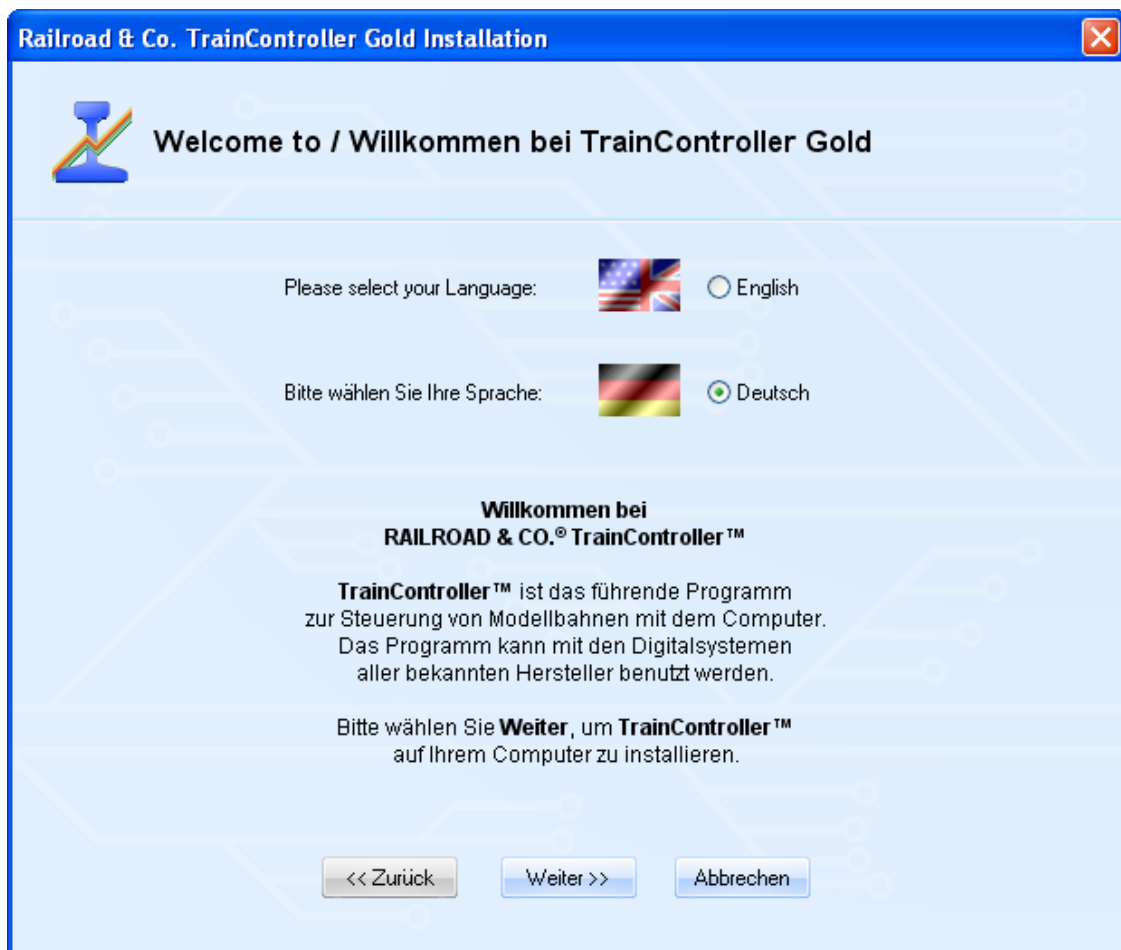 Railroad & Co. TrainController Gold Installation
Welcome to / Willkommen bei TrainController Gold
Please select your Language:
English
Bitte wählen Sie Ihre Sprache:
Deutsch
Willkommen bei
RAILROAD & CO.® TrainController™
TrainController™ ist das führende Programm
zur Steuerung von Modellbahnen mit dem Computer.
Das Programm kann mit den Digitalsystemen
aller bekannten Hersteller benutzt werden.
Bitte wählen Sie Weiter, um TrainController™
auf Ihrem Computer zu installieren.
<< Zurück
Weiter >>
Abbrechen